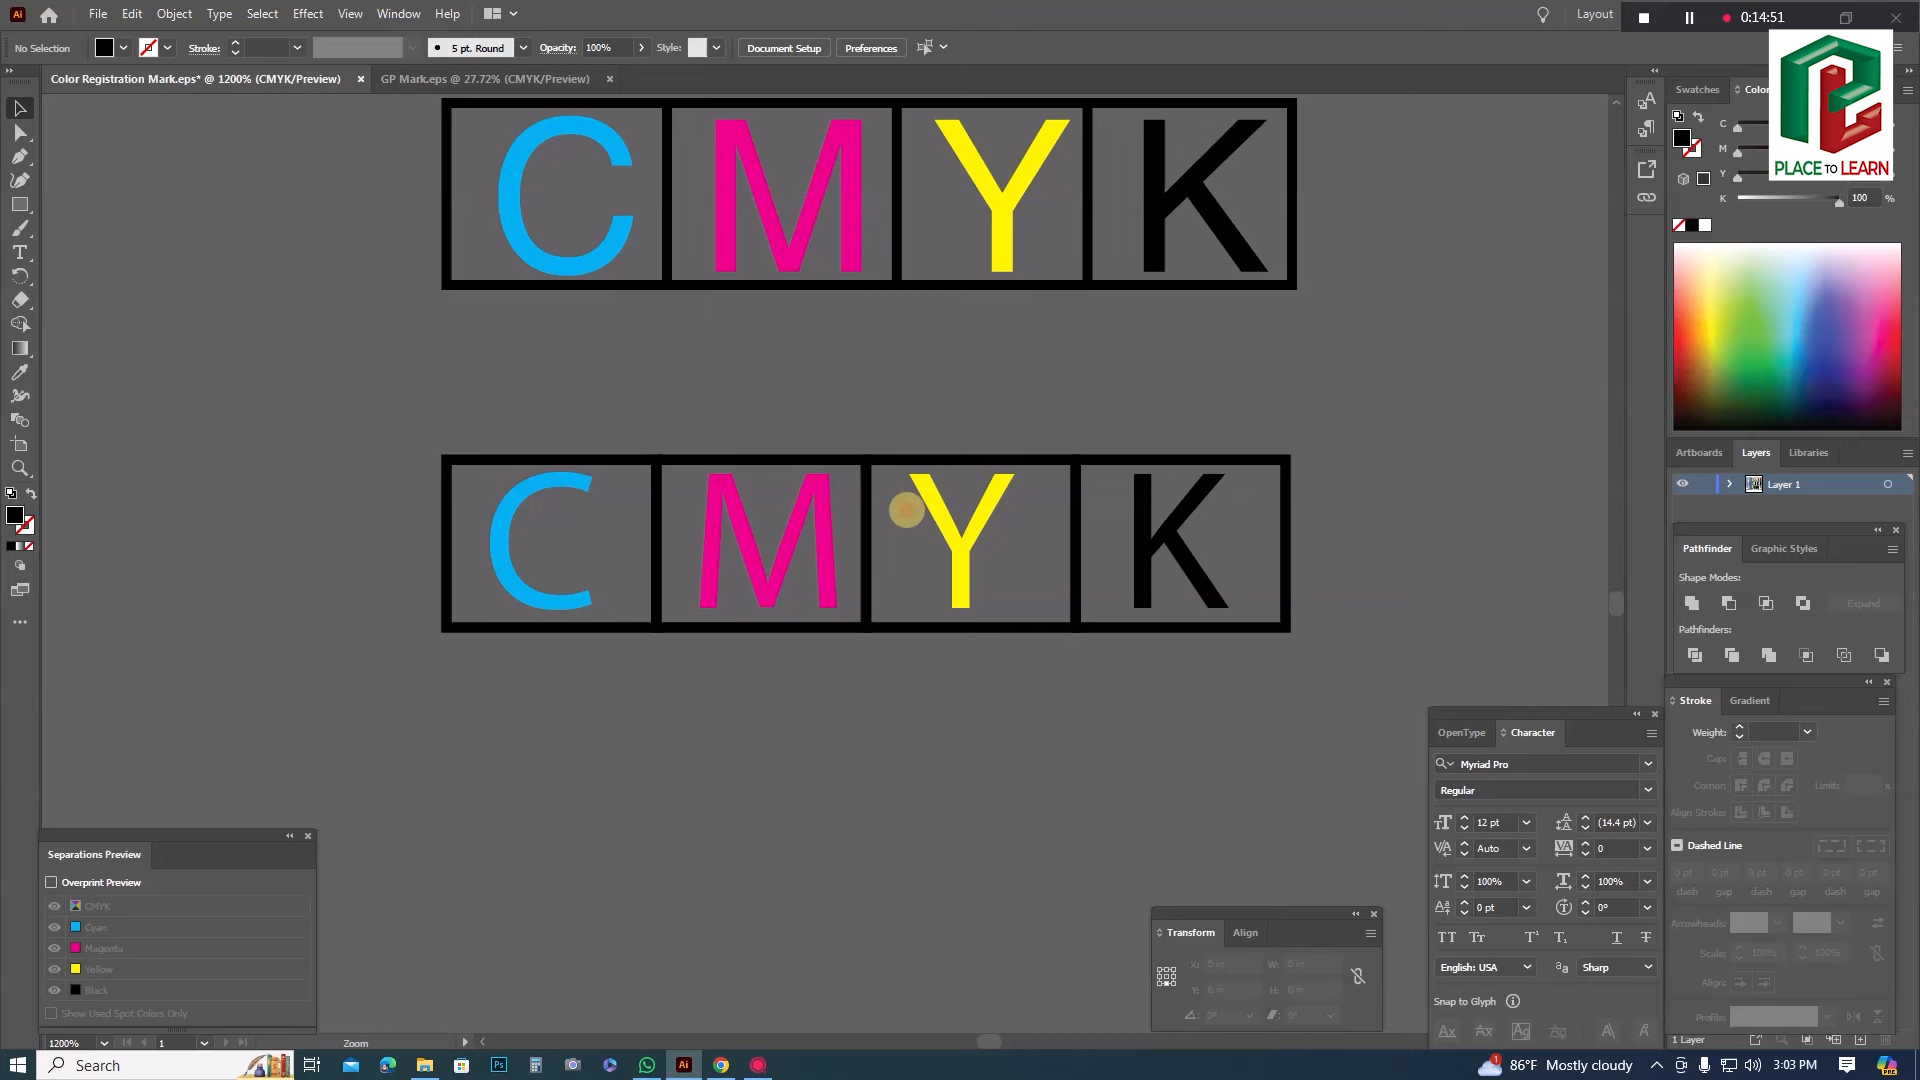 Ai File Edit Object Type Select Effect View Window Help Layout 0:14:51
No Selection Stroke: 5 pt. Round Opacity: 100% Style: Document Setup Preferences
Color Registration Mark.eps* @ 1200% (CMYK/Preview) GP Mark.eps @ 27.72% (CMYK/Preview)
Swatches
PLACE TO LEARN
C
M
Y
K 100 %
C M Y K
C M Y K
Artboards Layers Libraries
Layer 1
Pathfinder Graphic Styles
Shape Modes:
Expand
Pathfinders:
Stroke Gradient
Weight:
Cap:
Corner: Limit: x
Align Stroke:
Dashed Line
0 pt 0 pt 0 pt 0 pt 0 pt 0 pt
dash gap dash gap dash gap
Arrowheads:
Scale: 100% 100%
Align:
Profile:
1 Layer
OpenType Character
Myriad Pro
Regular
12 pt (14.4 pt)
Auto 0
100% 100%
0 pt 0°
English: USA Sharp
Snap to Glyph
Transform Align
X: 0 in W: 0 in
Y: 0 in H: 0 in
0° 0°
Separations Preview
Overprint Preview
CMYK
Cyan
Magenta
Yellow
Black
Show Used Spot Colors Only
1200% 1 Zoom
Search Ps Ai 1 86°F Mostly cloudy 3:03 PM